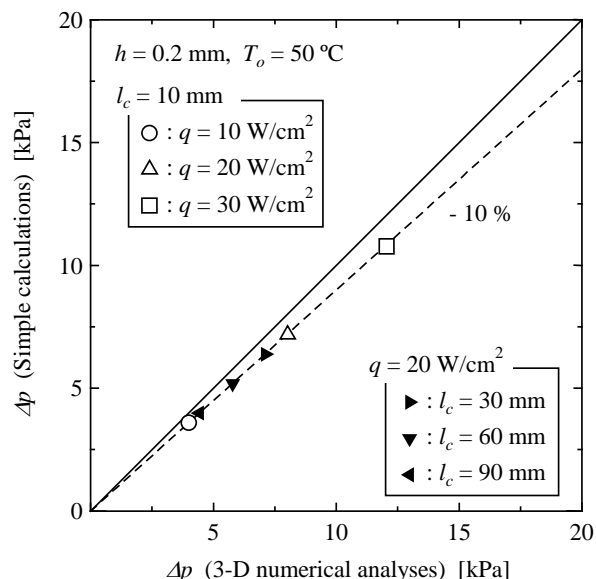 20
15
10
5
0
5
10
15
20
h = 0.2 mm, T_o = 50 ºC
l_c = 10 mm
: q = 10 W/cm²
: q = 20 W/cm²
: q = 30 W/cm²
- 10 %
q = 20 W/cm²
: l_c = 30 mm
: l_c = 60 mm
: l_c = 90 mm
Δp (Simple calculations) [kPa]
Δp (3-D numerical analyses) [kPa]